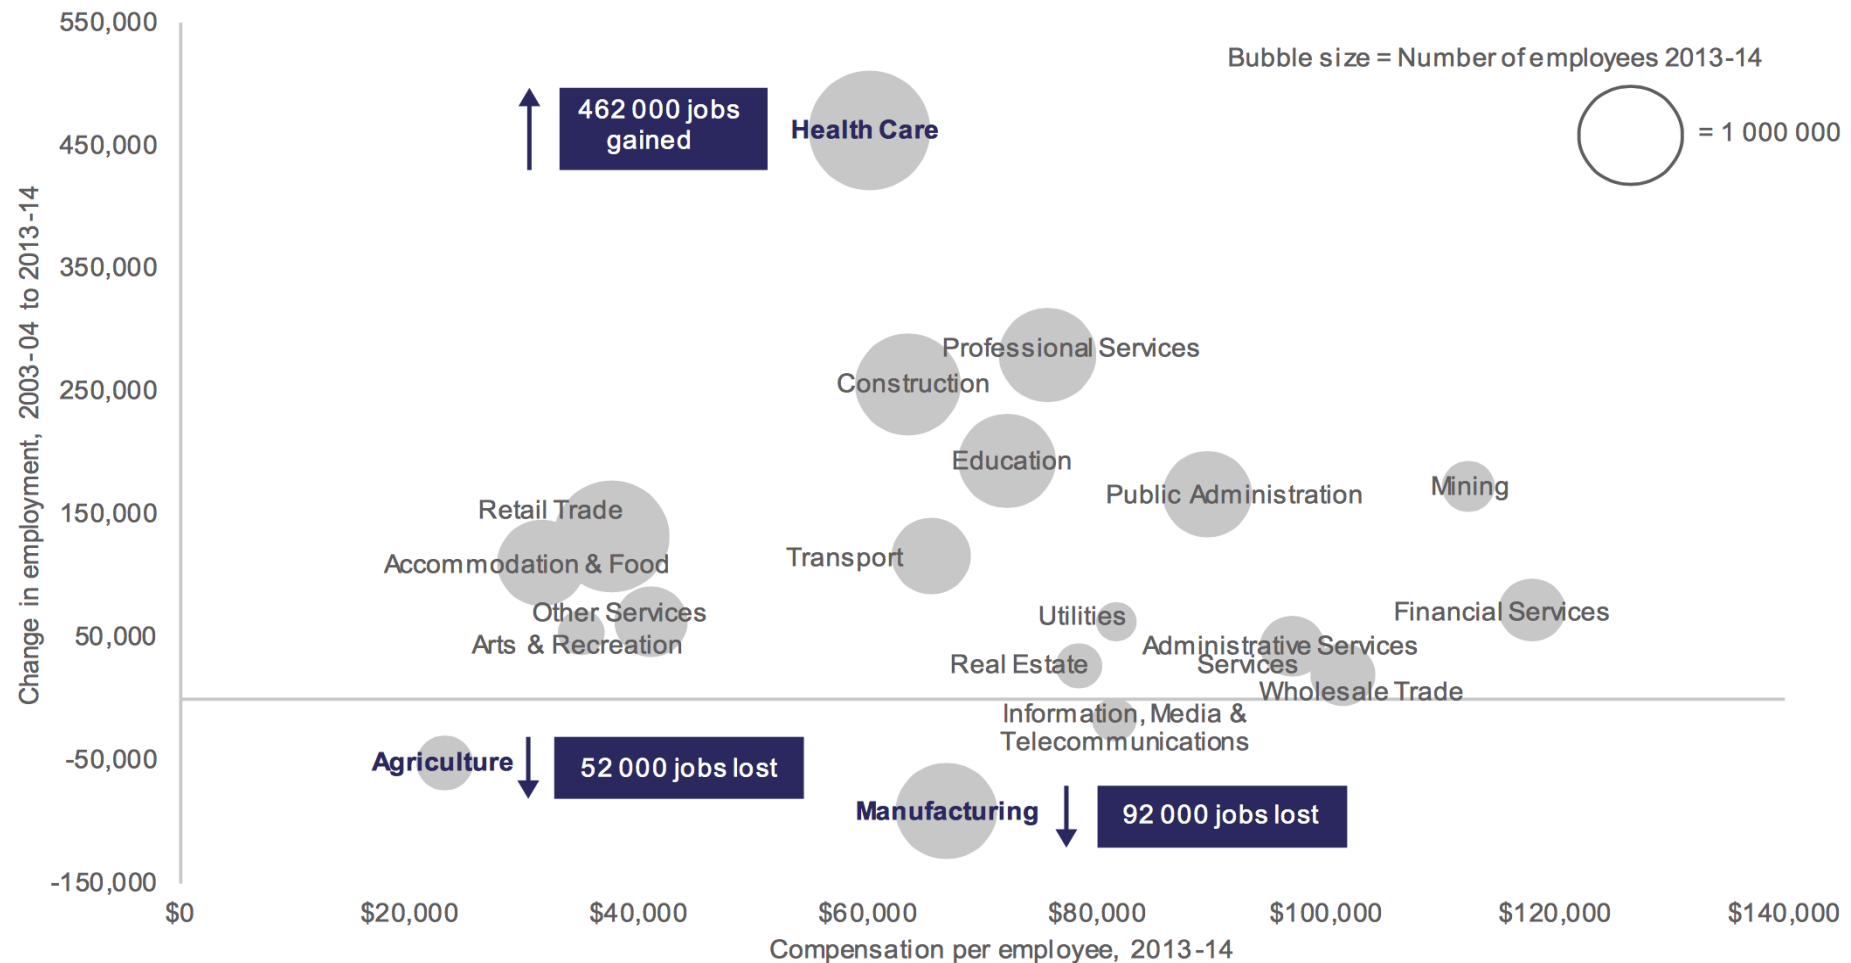 550,000
450,000
350,000
250,000
150,000
50,000
-50,000
-150,000
Change in employment, 2003-04 to 2013-14
Bubble size = Number of employees 2013-14
= 1 000 000
462 000 jobs
gained
Health Care
Professional Services
Construction
Education
Public Administration
Mining
Retail Trade
Accommodation & Food
Transport
Other Services
Arts & Recreation
Utilities
Financial Services
Real Estate
Administrative Services
Services
Wholesale Trade
Information, Media &
Telecommunications
Agriculture
52 000 jobs lost
Manufacturing
92 000 jobs lost
$0
$20,000
$40,000
$60,000
$80,000
$100,000
$120,000
$140,000
Compensation per employee, 2013-14